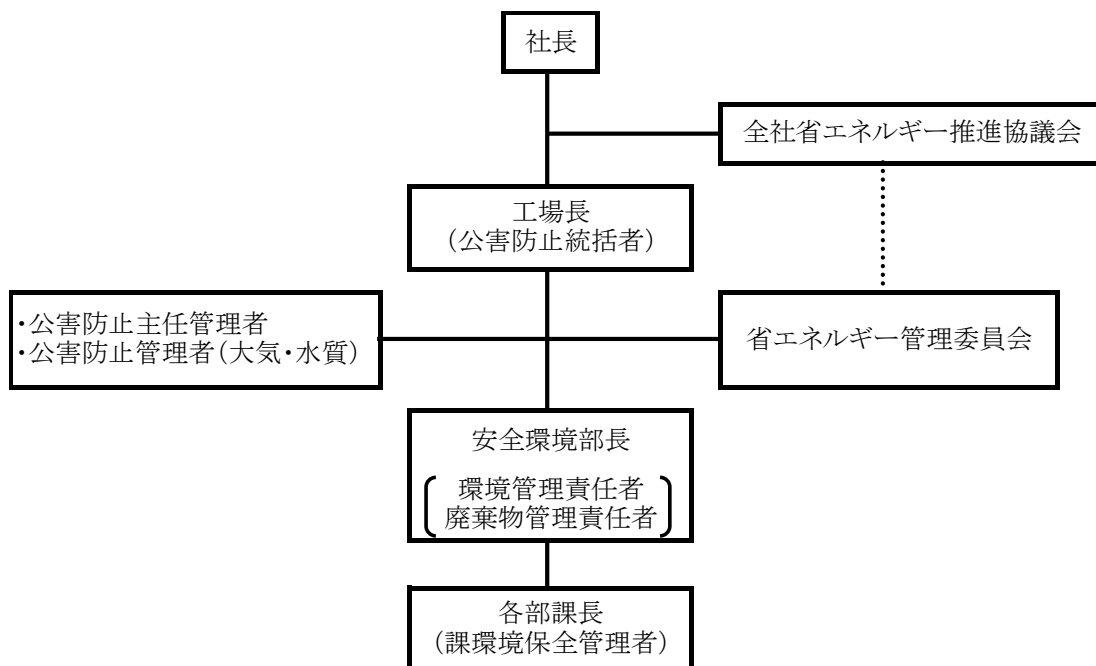 社長
全社省エネルギー推進協議会
工場長
(公害防止統括者)
・公害防止主任管理者
・公害防止管理者(大気・水質)
省エネルギー管理委員会
安全環境部長
環境管理責任者
廃棄物管理責任者
各部課長
(課環境保全管理者)